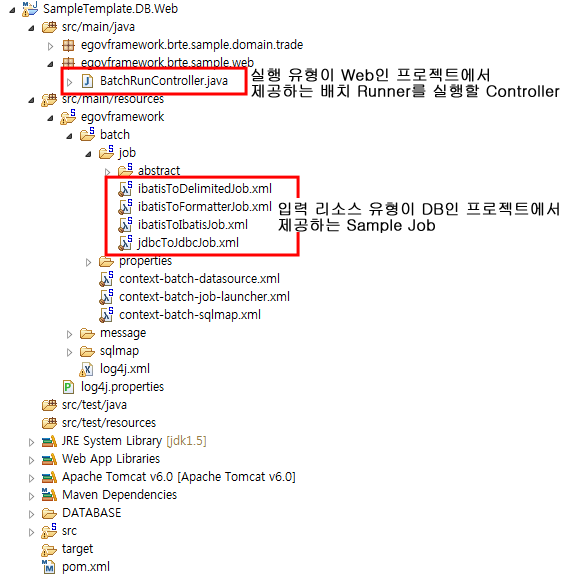 SampleTemplate.DB.Web
src/main/java
egovframework.brte.sample.domain.trade
egovframework.brte.sample.web
BatchRunController.java
실행 유형이 Web인 프로젝트에서
제공하는 배치 Runner를 실행할 Controller
src/main/resources
egovframework
batch
job
abstract
ibatisToDelimitedJob.xml
ibatisToFormatterJob.xml
ibatisToIbatisJob.xml
jdbcToJdbcJob.xml
입력 리소스 유형이 DB인 프로젝트에서
제공하는 Sample Job
properties
context-batch-datasource.xml
context-batch-job-launcher.xml
context-batch-sqlmap.xml
message
sqlmap
log4j.xml
log4j.properties
src/test/java
src/test/resources
JRE System Library [jdk1.5]
Web App Libraries
Apache Tomcat v6.0 [Apache Tomcat v6.0]
Maven Dependencies
DATABASE
src
target
pom.xml